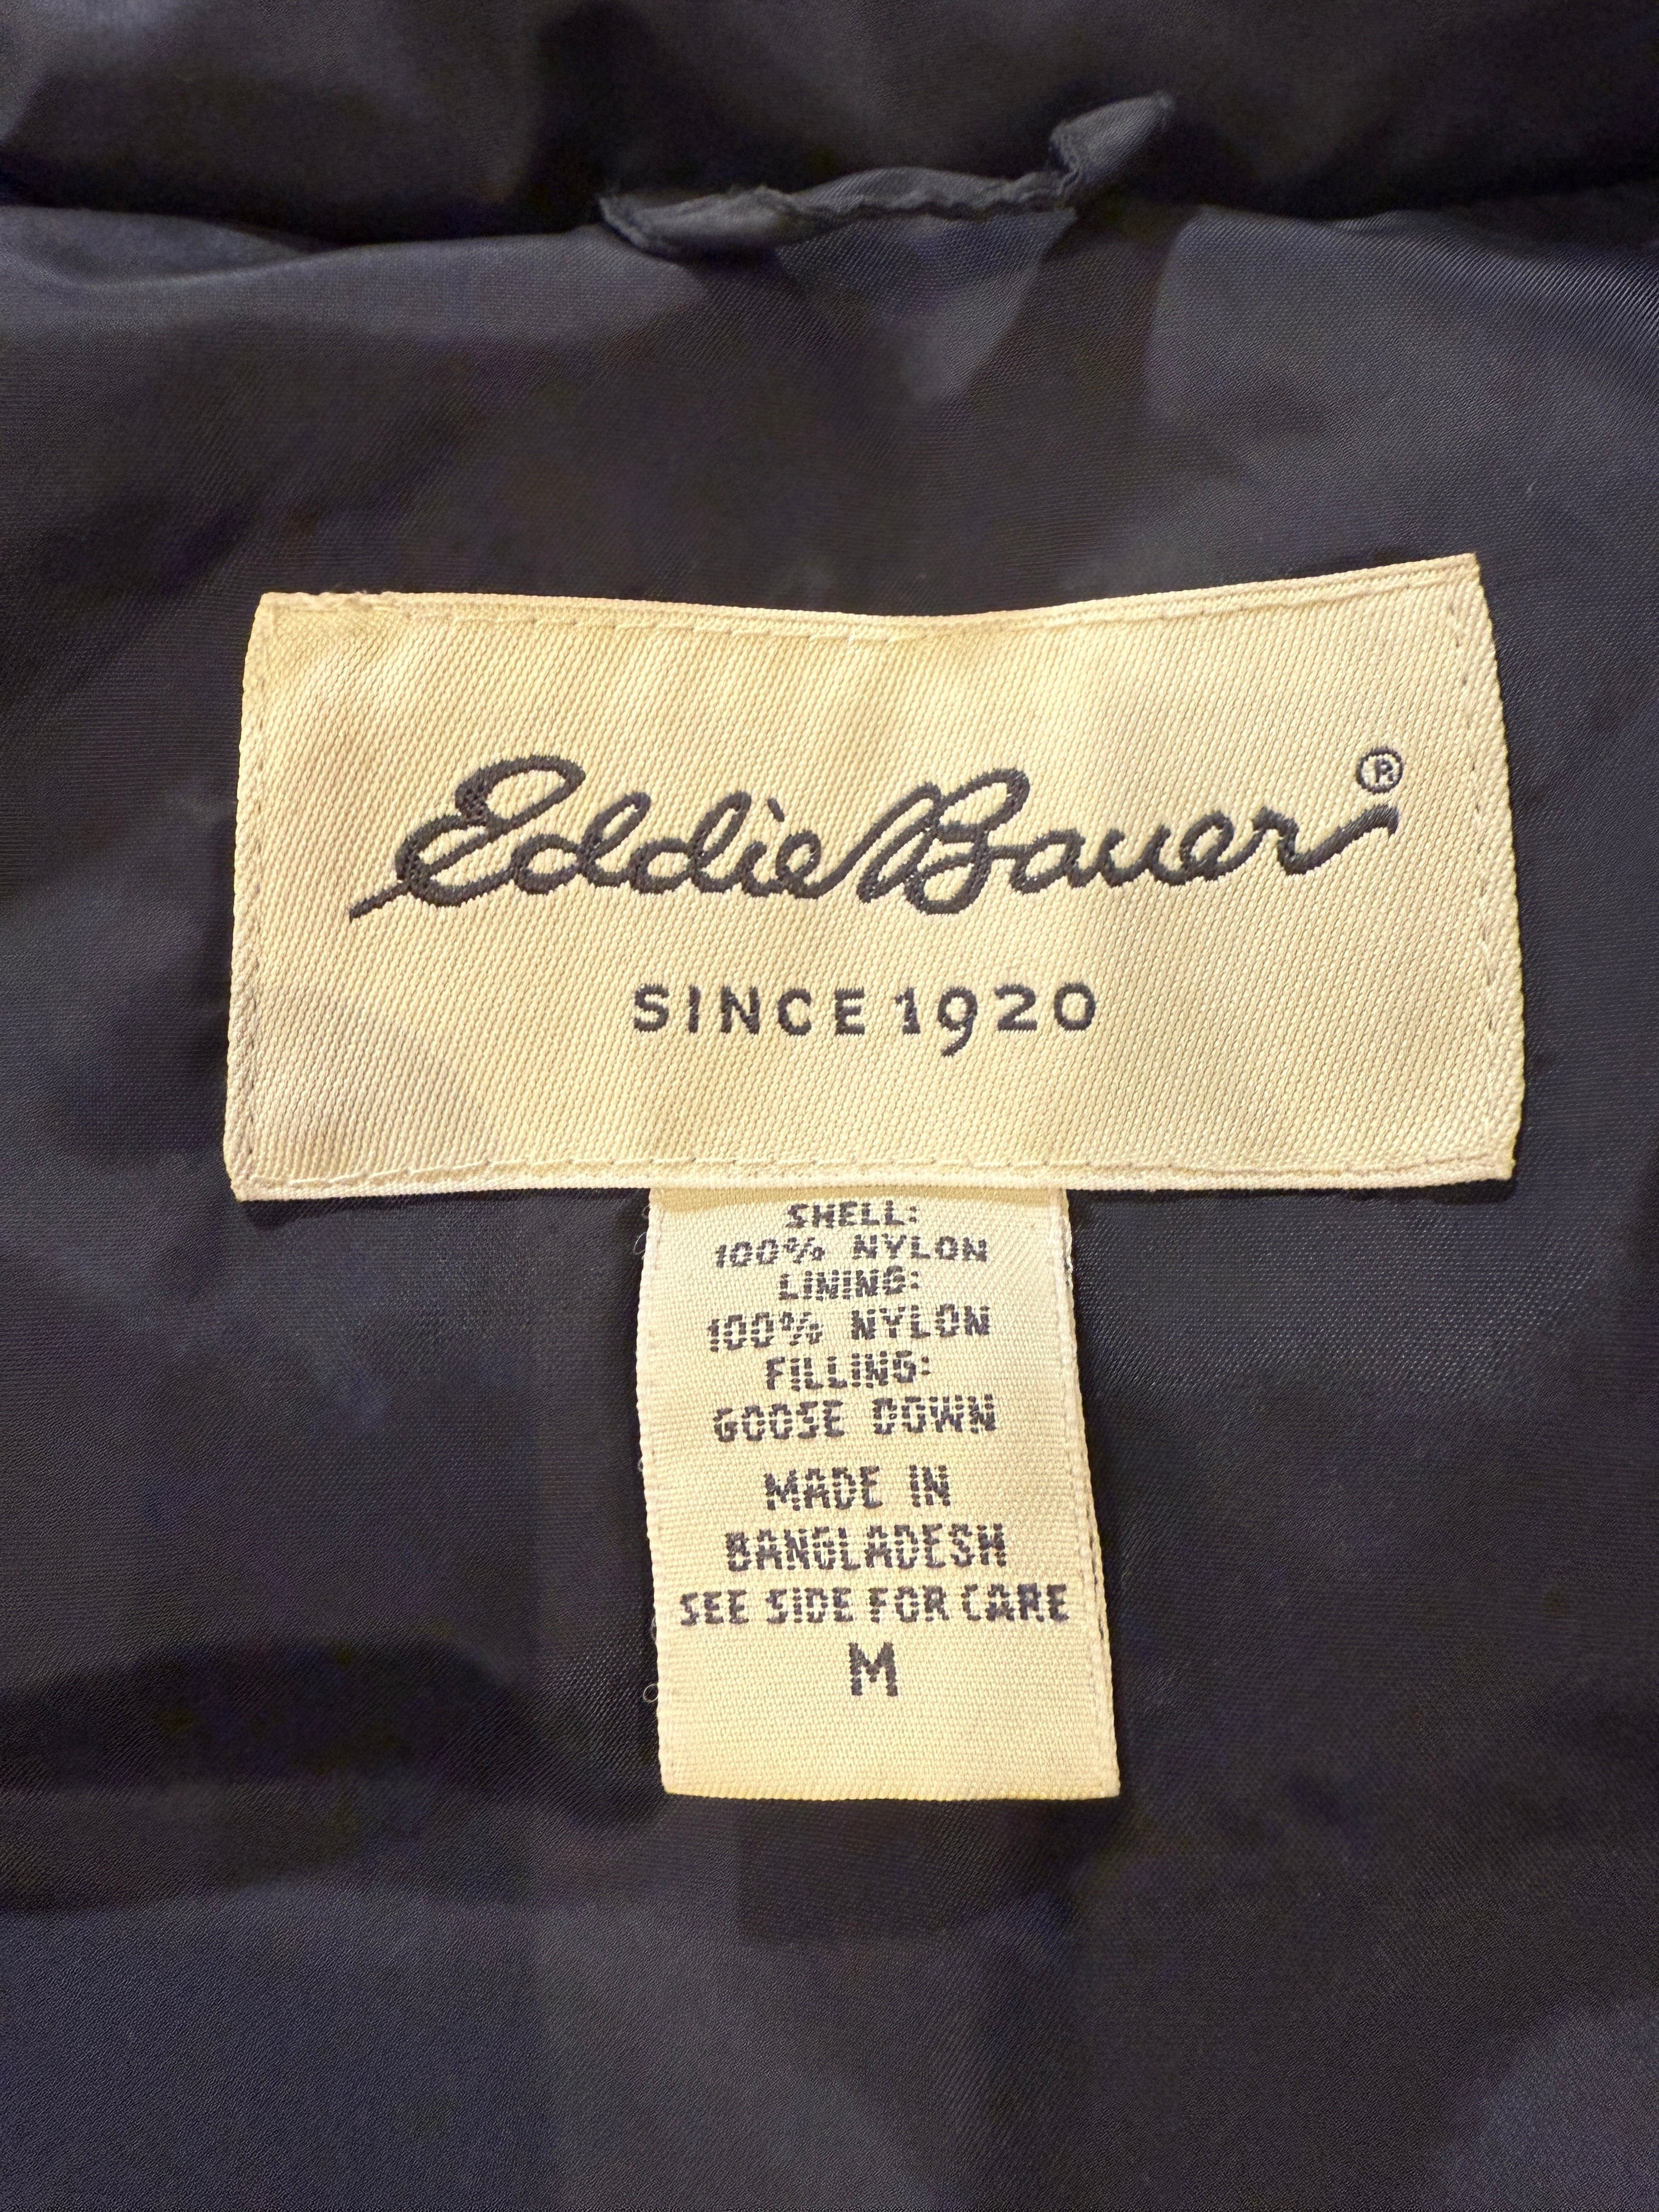 Eddie Bauer®
SINCE 1920
SHELL:
100% NYLON
LINING:
100% NYLON
FILLING:
GOOSE DOWN
MADE IN
BANGLADESH
SEE SIDE FOR CARE
M